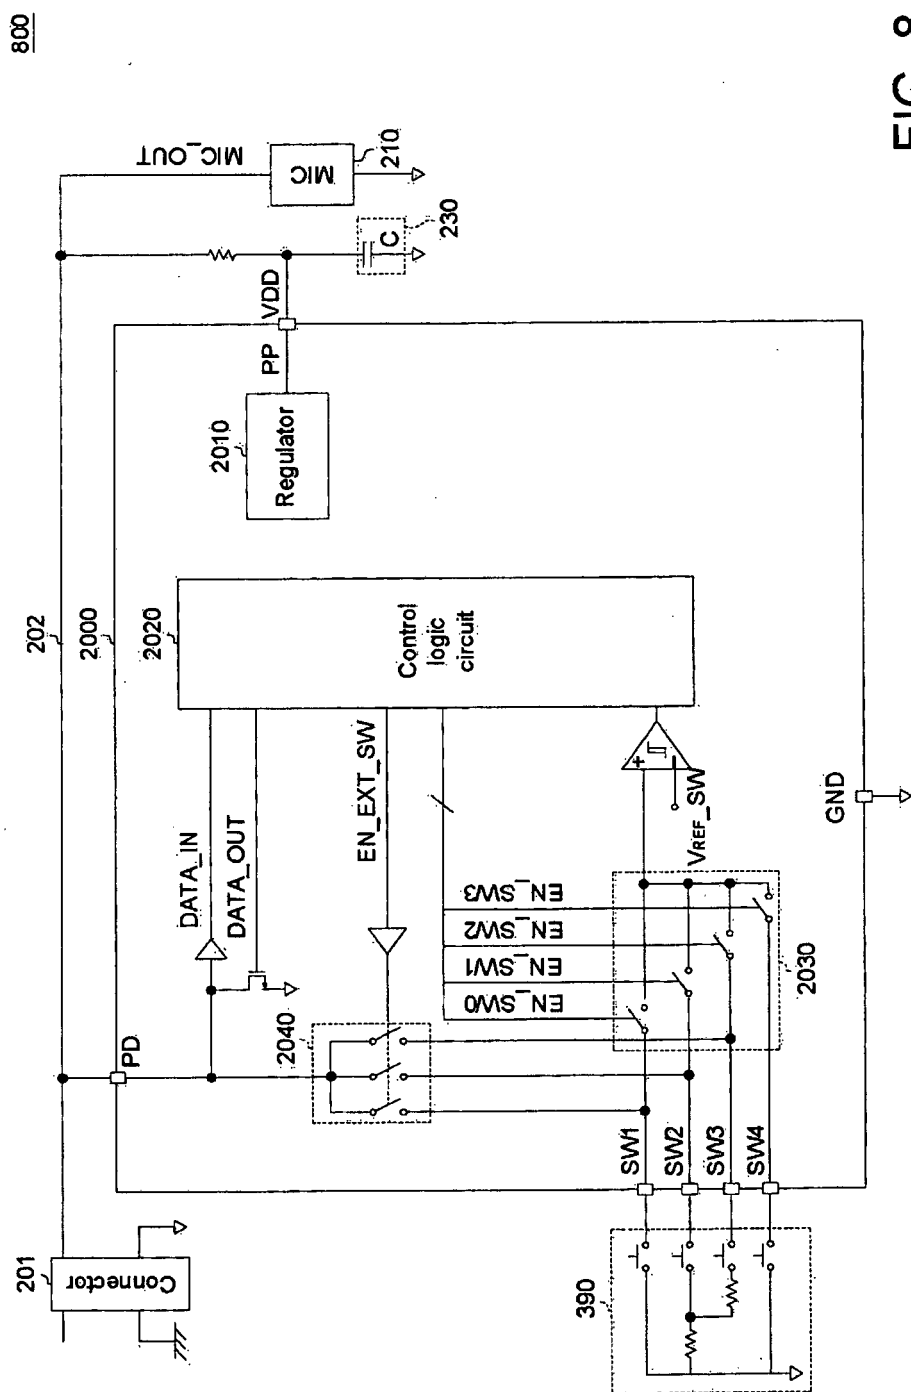 800
FIG. 8
MIC_OUT
MIC
210
230
C
VDD
PP
2010
Regulator
202
2000
2020
Control
logic
circuit
DATA_IN
DATA_OUT
EN_EXT_SW
VREF_SW
+
GND
EN_SW3
EN_SW2
EN_SW1
EN_SW0
2030
2040
PD
SW1
SW2
SW3
SW4
201
Connector
390